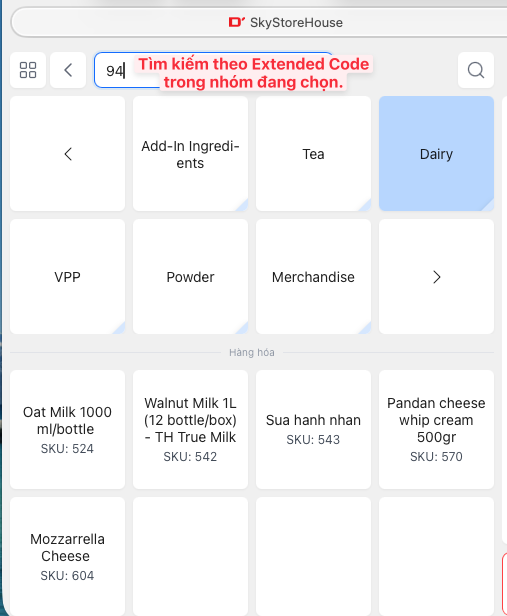 SkyStoreHouse
94
Tìm kiếm theo Extended Code
trong nhóm đang chọn.
Add-In Ingredi-
ents
Tea
Dairy
VPP
Powder
Merchandise
Hàng hóa
Oat Milk 1000
ml/bottle
SKU: 524
Walnut Milk 1L
(12 bottle/box)
- TH True Milk
SKU: 542
Sua hanh nhan
SKU: 543
Pandan cheese
whip cream
500gr
SKU: 570
Mozzarrella
Cheese
SKU: 604